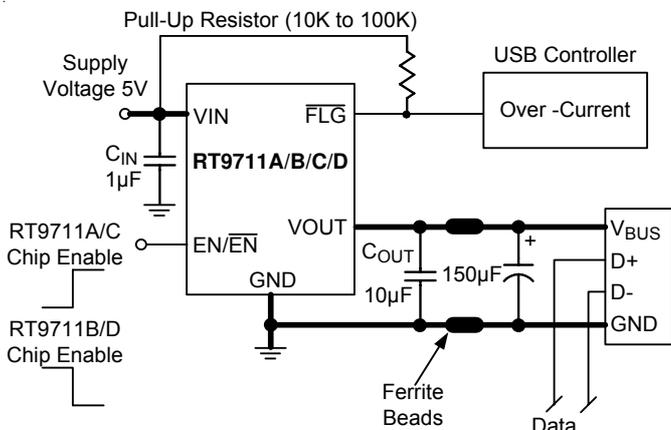 Pull-Up Resistor (10K to 100K)
USB Controller
Supply
Voltage 5V
VIN
FLG
Over -Current
CIN
1µF
RT9711A/B/C/D
RT9711A/C
Chip Enable
EN/EN
VOUT
GND
COUT
10µF
150µF
+
VBUS
D+
D-
GND
RT9711B/D
Chip Enable
Ferrite
Beads
Data